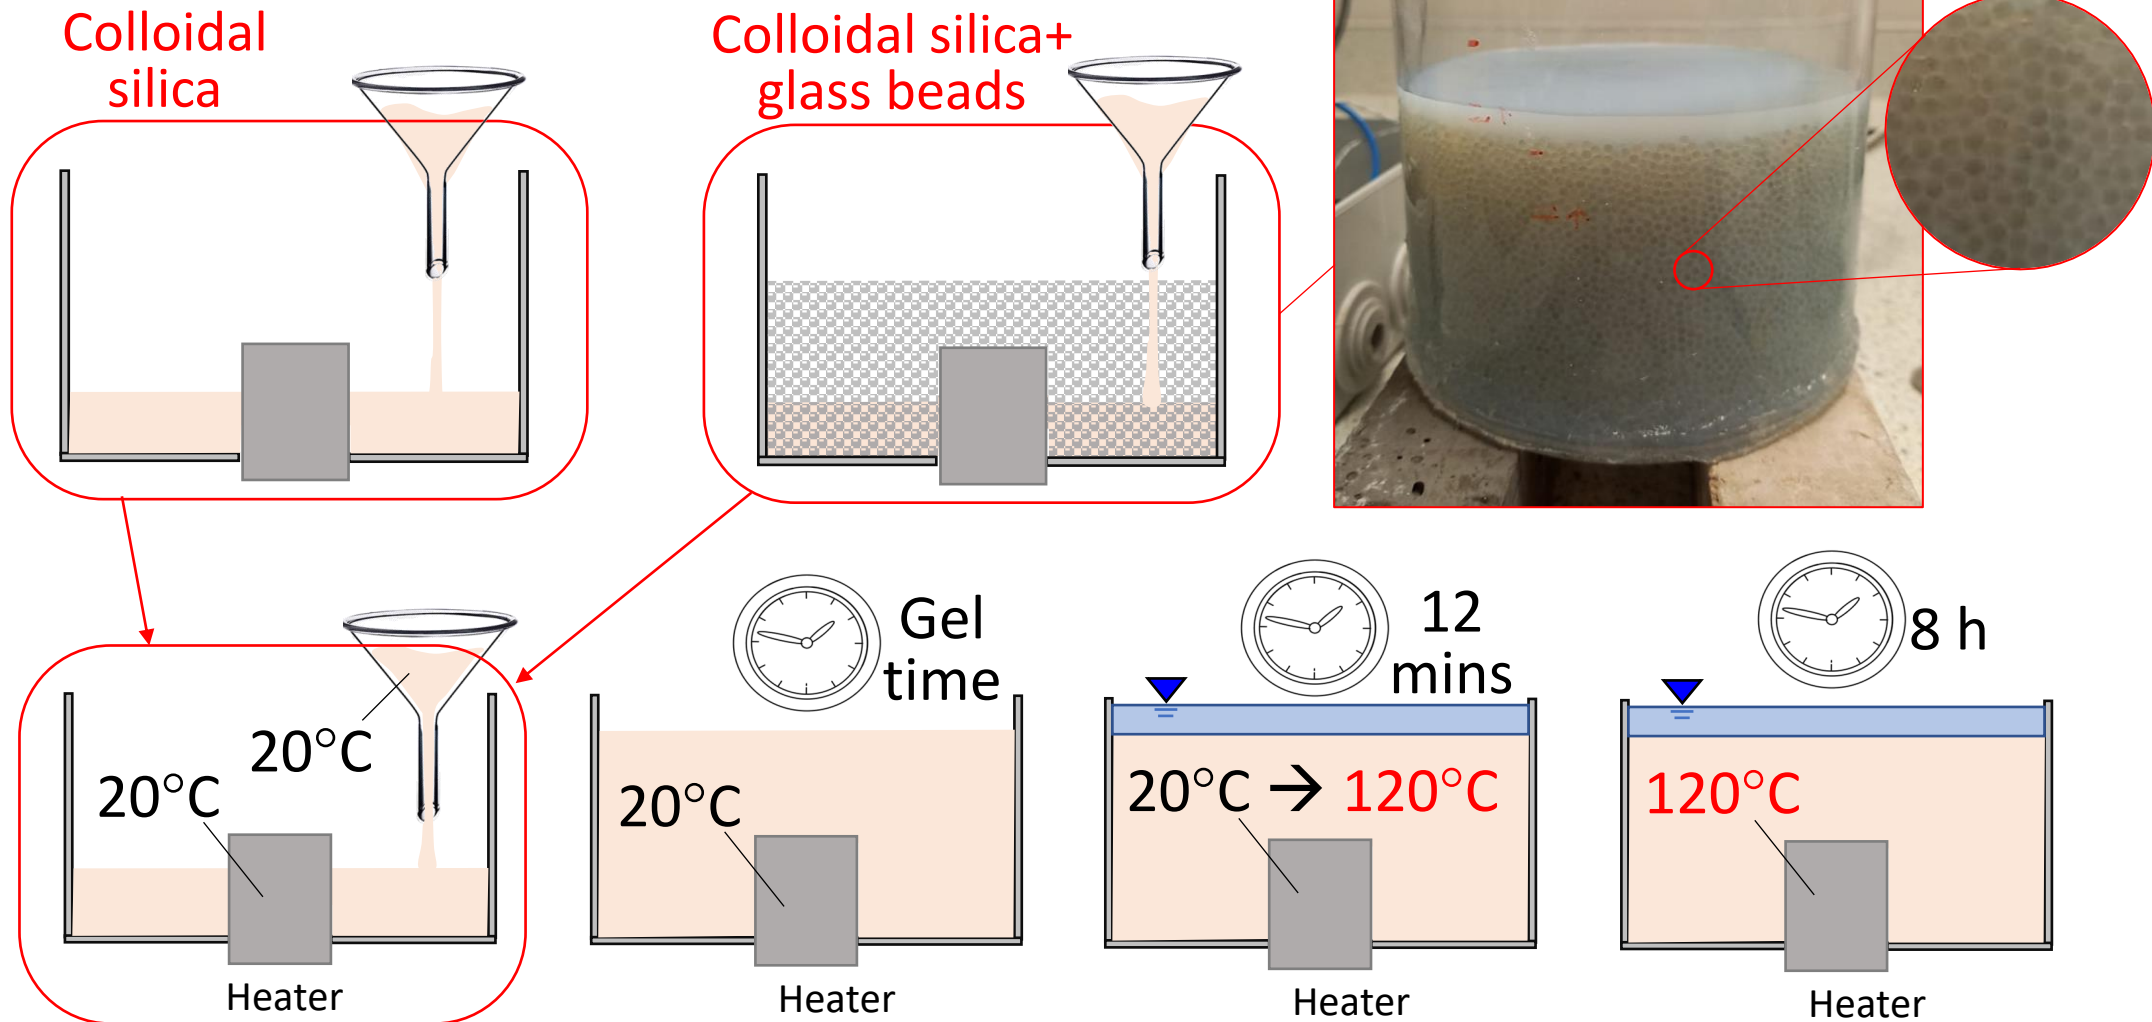 Colloidal
silica
Colloidal silica+
glass beads
20°C
20°C
Heater
Gel
time
20°C
Heater
12
mins
20°C → 120°C
Heater
8 h
120°C
Heater